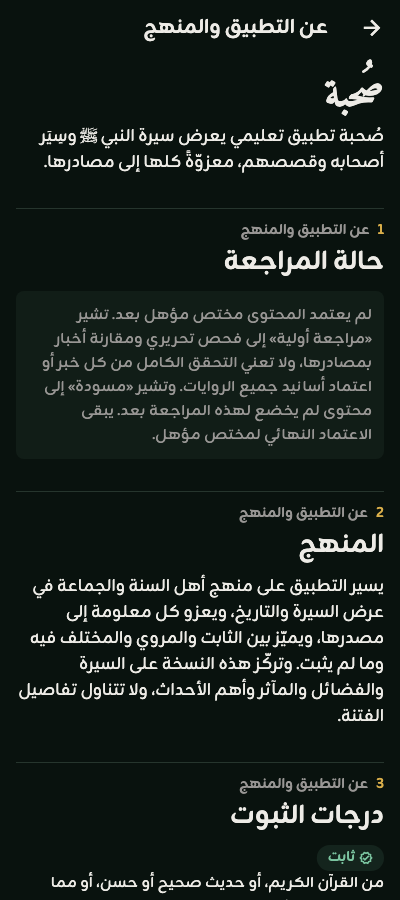 عن التطبيق والمنهج
صُحبة
صُحبة تطبيق تعليمي يعرض سيرة النبي ﷺ وسِيَر
أصحابه وقصصهم، معزوّةً كلها إلى مصادرها.
1 عن التطبيق والمنهج
حالة المراجعة
لم يعتمد المحتوى مختص مؤهل بعد. تشير
«مراجعة أولية» إلى فحص تحريري ومقارنة أخبار
بمصادرها، ولا تعني التحقق الكامل من كل خبر أو
اعتماد أسانيد جميع الروايات. وتشير «مسودة» إلى
محتوى لم يخضع لهذه المراجعة بعد. يبقى
الاعتماد النهائي لمختص مؤهل.
2 عن التطبيق والمنهج
المنهج
يسير التطبيق على منهج أهل السنة والجماعة في
عرض السيرة والتاريخ، ويعزو كل معلومة إلى
مصدرها، ويميّز بين الثابت والمروي والمختلف فيه
وما لم يثبت. وتركّز هذه النسخة على السيرة
والفضائل والمآثر وأهم الأحداث، ولا تتناول تفاصيل
الفتنة.
3 عن التطبيق والمنهج
درجات الثبوت
ثابت
من القرآن الكريم، أو حديث صحيح أو حسن، أو مما